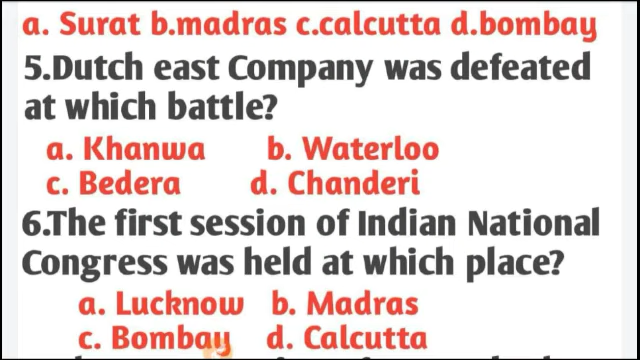 a. Surat b.madras c.calcutta d.bombay
5.Dutch east Company was defeated
at which battle?
a. Khanwa b. Waterloo
c. Bedera d. Chanderi
6.The first session of Indian National
Congress was held at which place?
a. Lucknow b. Madras
c. Bombay d. Calcutta